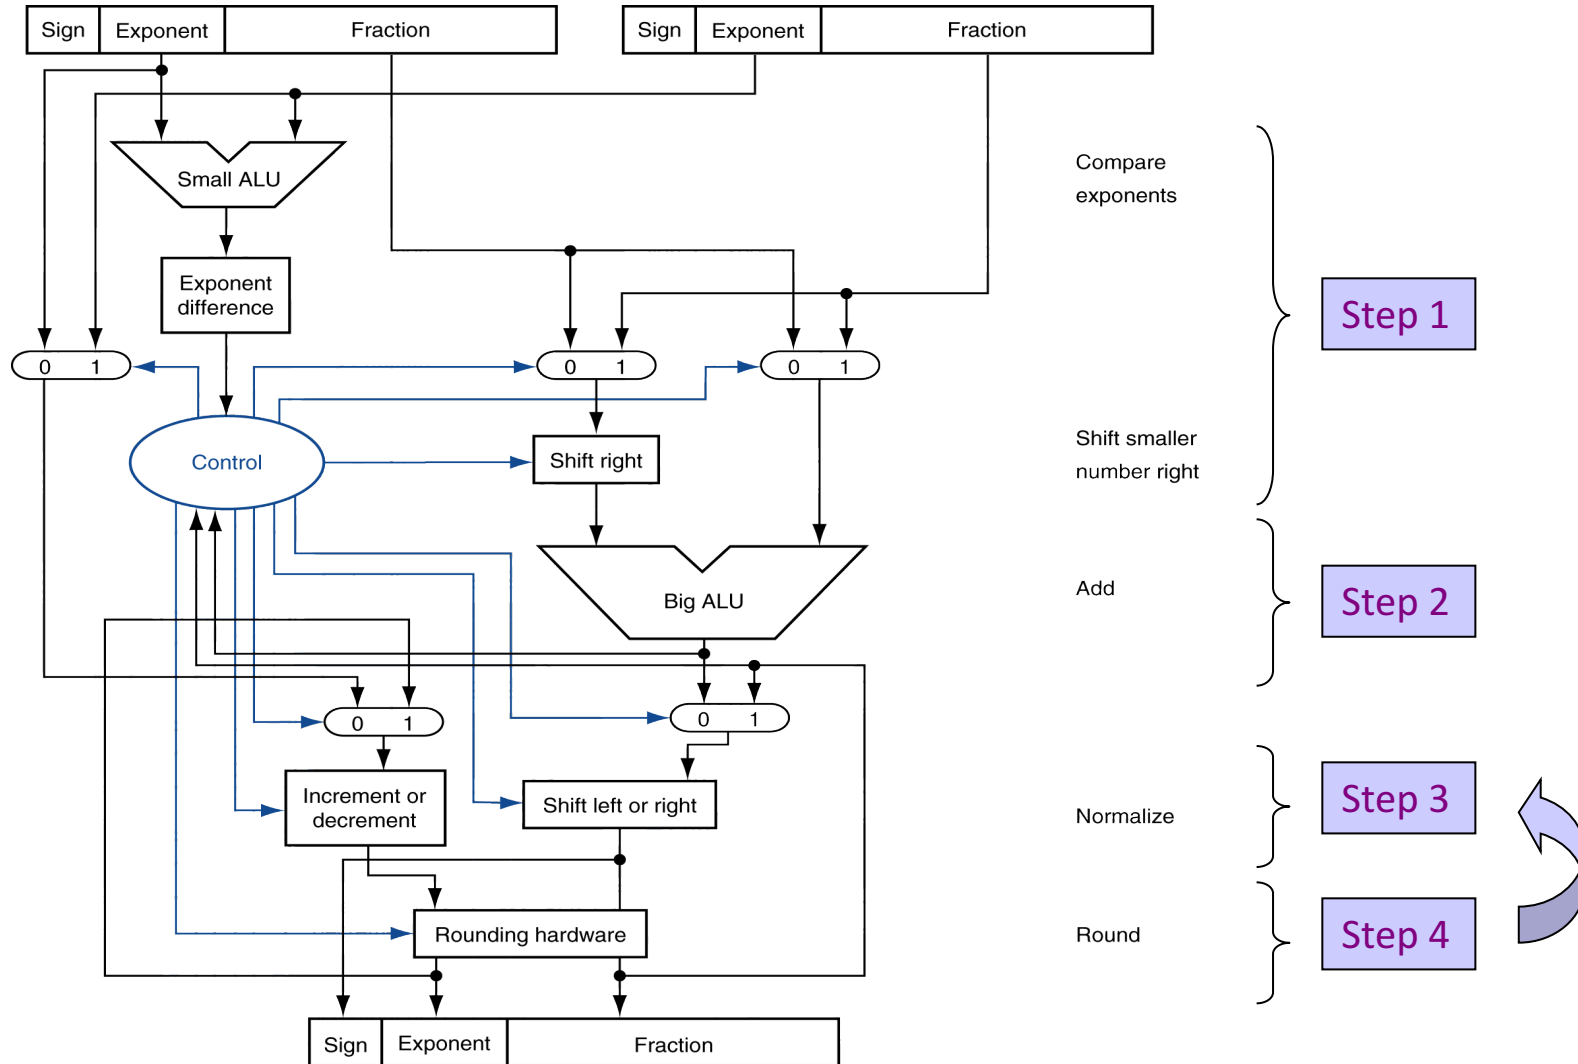 Sign Exponent Fraction Sign Exponent Fraction
Compare
exponents
Small ALU
Exponent
difference
Step 1
0 1 0 1 0 1
Shift smaller
number right
Control
Shift right
Add
Big ALU
Step 2
0 1 0 1
Increment or
decrement
Shift left or right
Normalize
Step 3
Rounding hardware
Round
Step 4
Sign Exponent Fraction